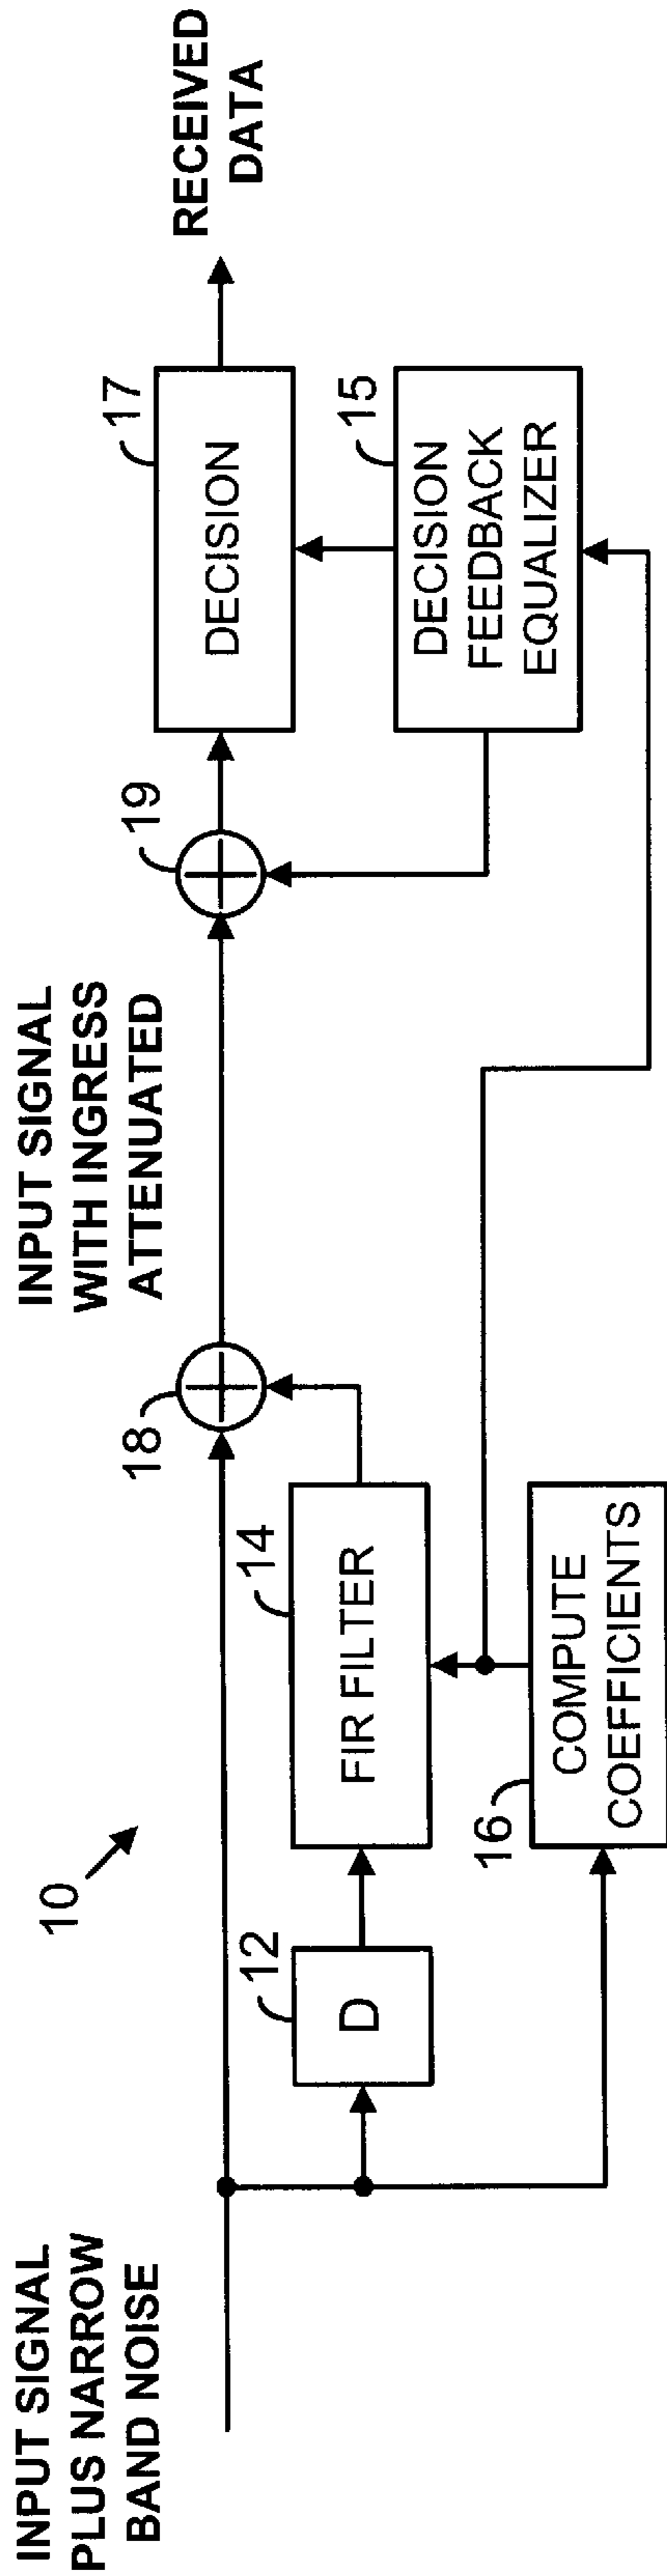 INPUT SIGNAL
PLUS NARROW
BAND NOISE
10
12
D
14
FIR FILTER
16
COMPUTE
COEFFICIENTS
18
INPUT SIGNAL
WITH INGRESS
ATTENUATED
19
17
DECISION
15
DECISION
FEEDBACK
EQUALIZER
RECEIVED
DATA